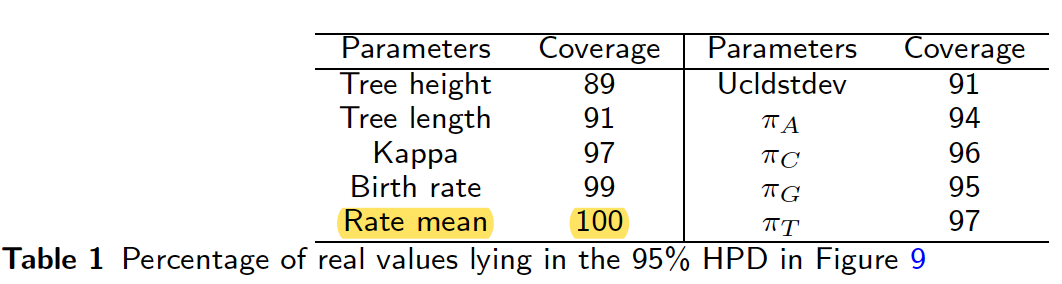 Parameters Coverage Parameters Coverage
Tree height 89 Ucldstdev 91
Tree length 91 π_A 94
Kappa 97 π_C 96
Birth rate 99 π_G 95
Rate mean 100 π_T 97
Table 1 Percentage of real values lying in the 95% HPD in Figure 9